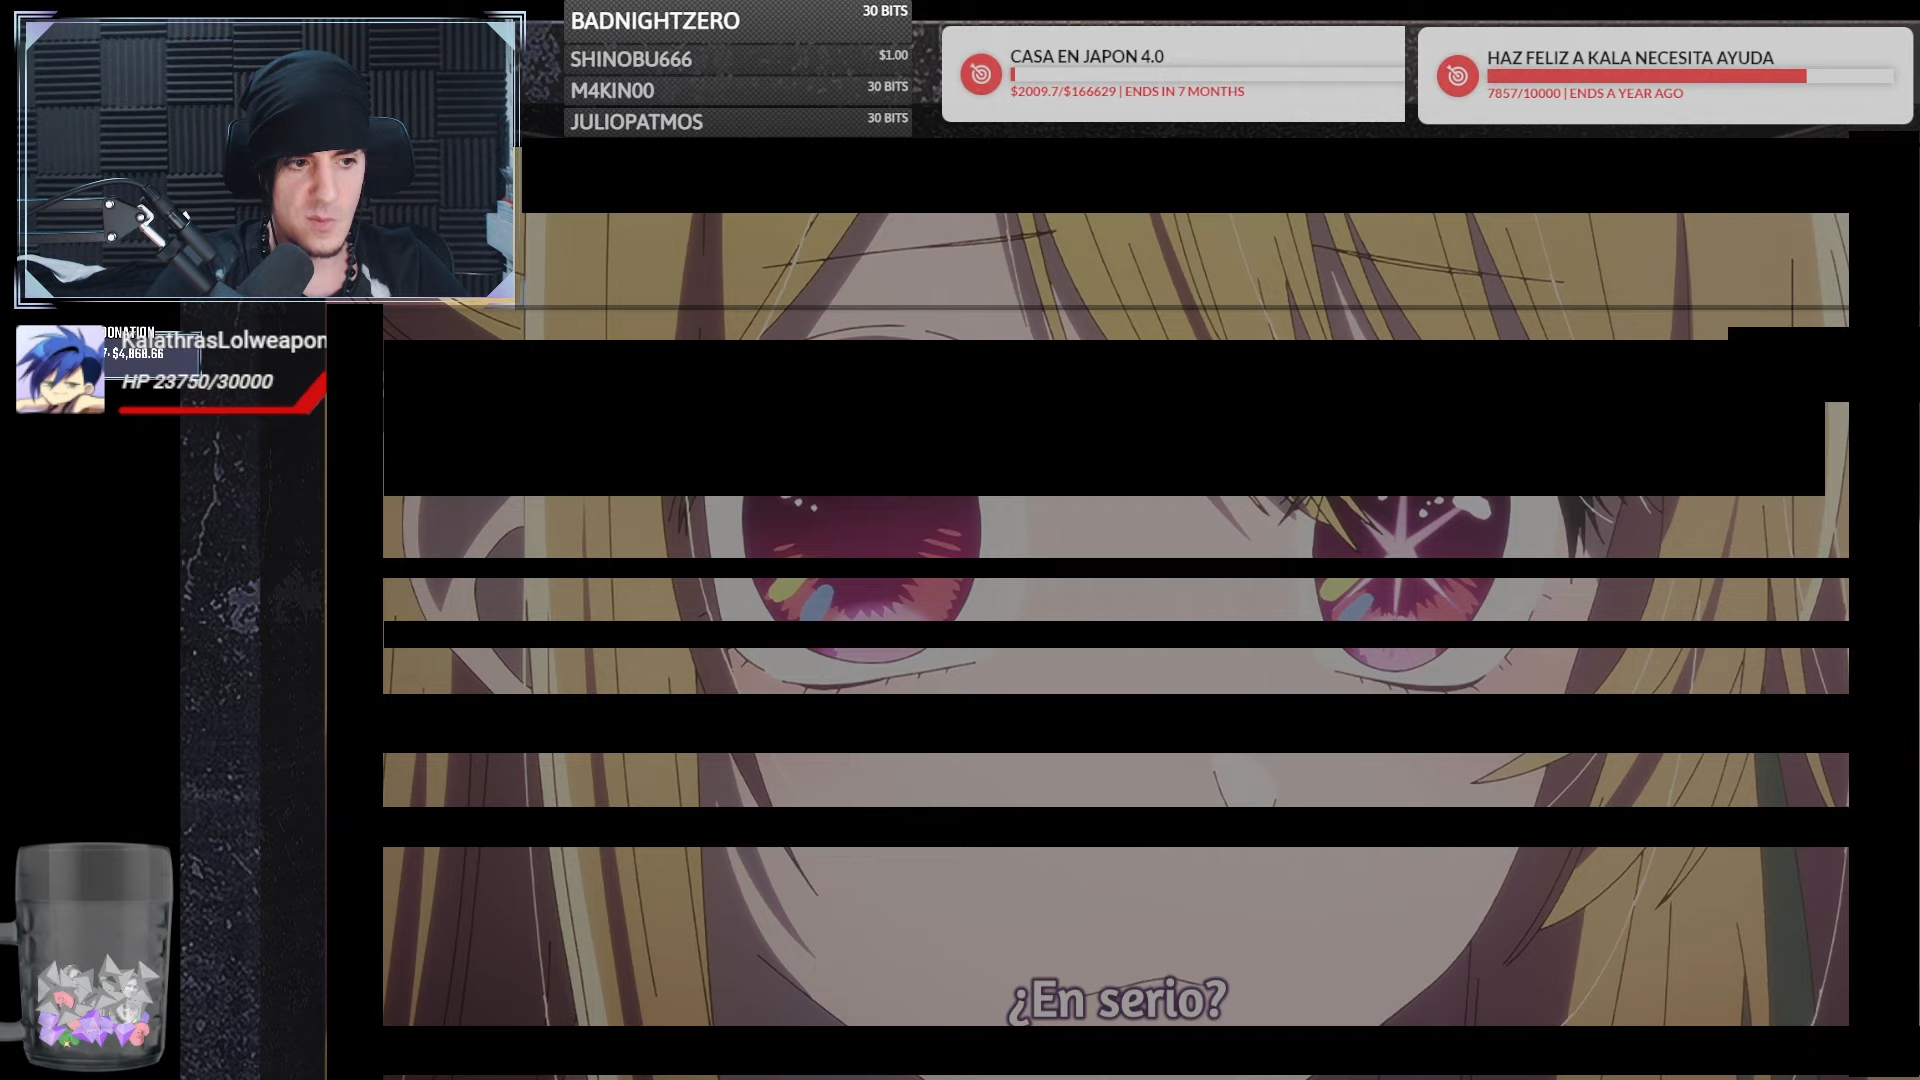 BADNIGHTZERO 30 BITS
SHINOBU666 $1.00
M4KIN00 30 BITS
JULIOPATMOS 30 BITS
CASA EN JAPON 4.0
$2009.7/$166629 | ENDS IN 7 MONTHS
HAZ FELIZ A KALA NECESITA AYUDA
7857/10000 | ENDS A YEAR AGO
DONATION
$4,868.66
KalathrasLolweapon
HP 23750/30000
¿En serio?